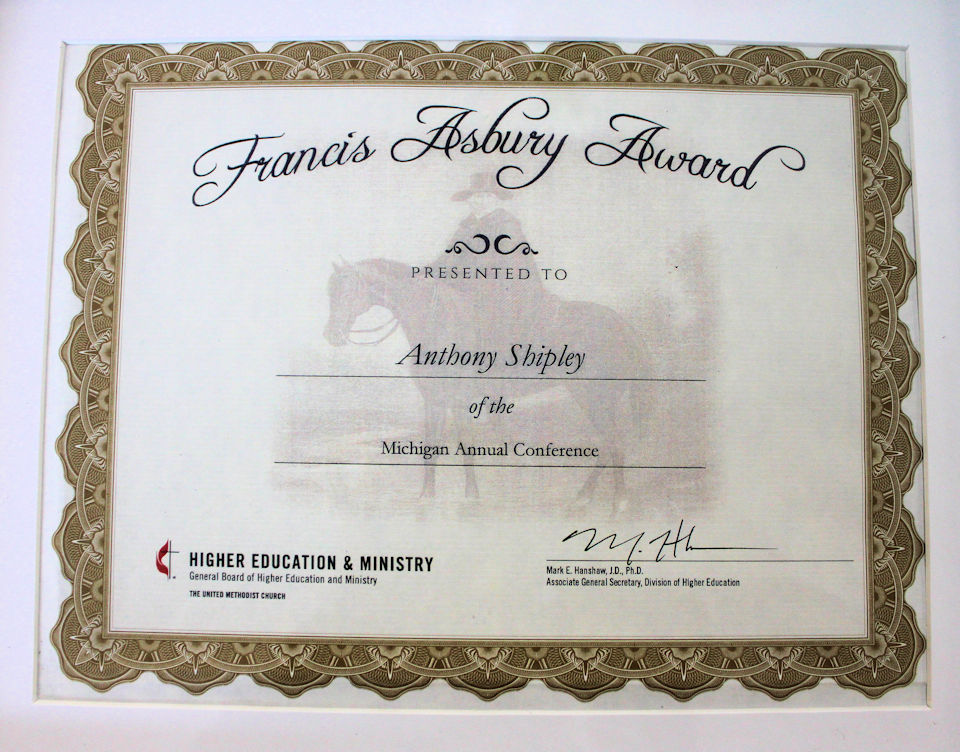 Francis Asbury Award
PRESENTED TO
Anthony Shipley
of the
Michigan Annual Conference
HIGHER EDUCATION & MINISTRY
General Board of Higher Education and Ministry
THE UNITED METHODIST CHURCH
Mark E. Hanshaw, J.D., Ph.D.
Associate General Secretary, Division of Higher Education